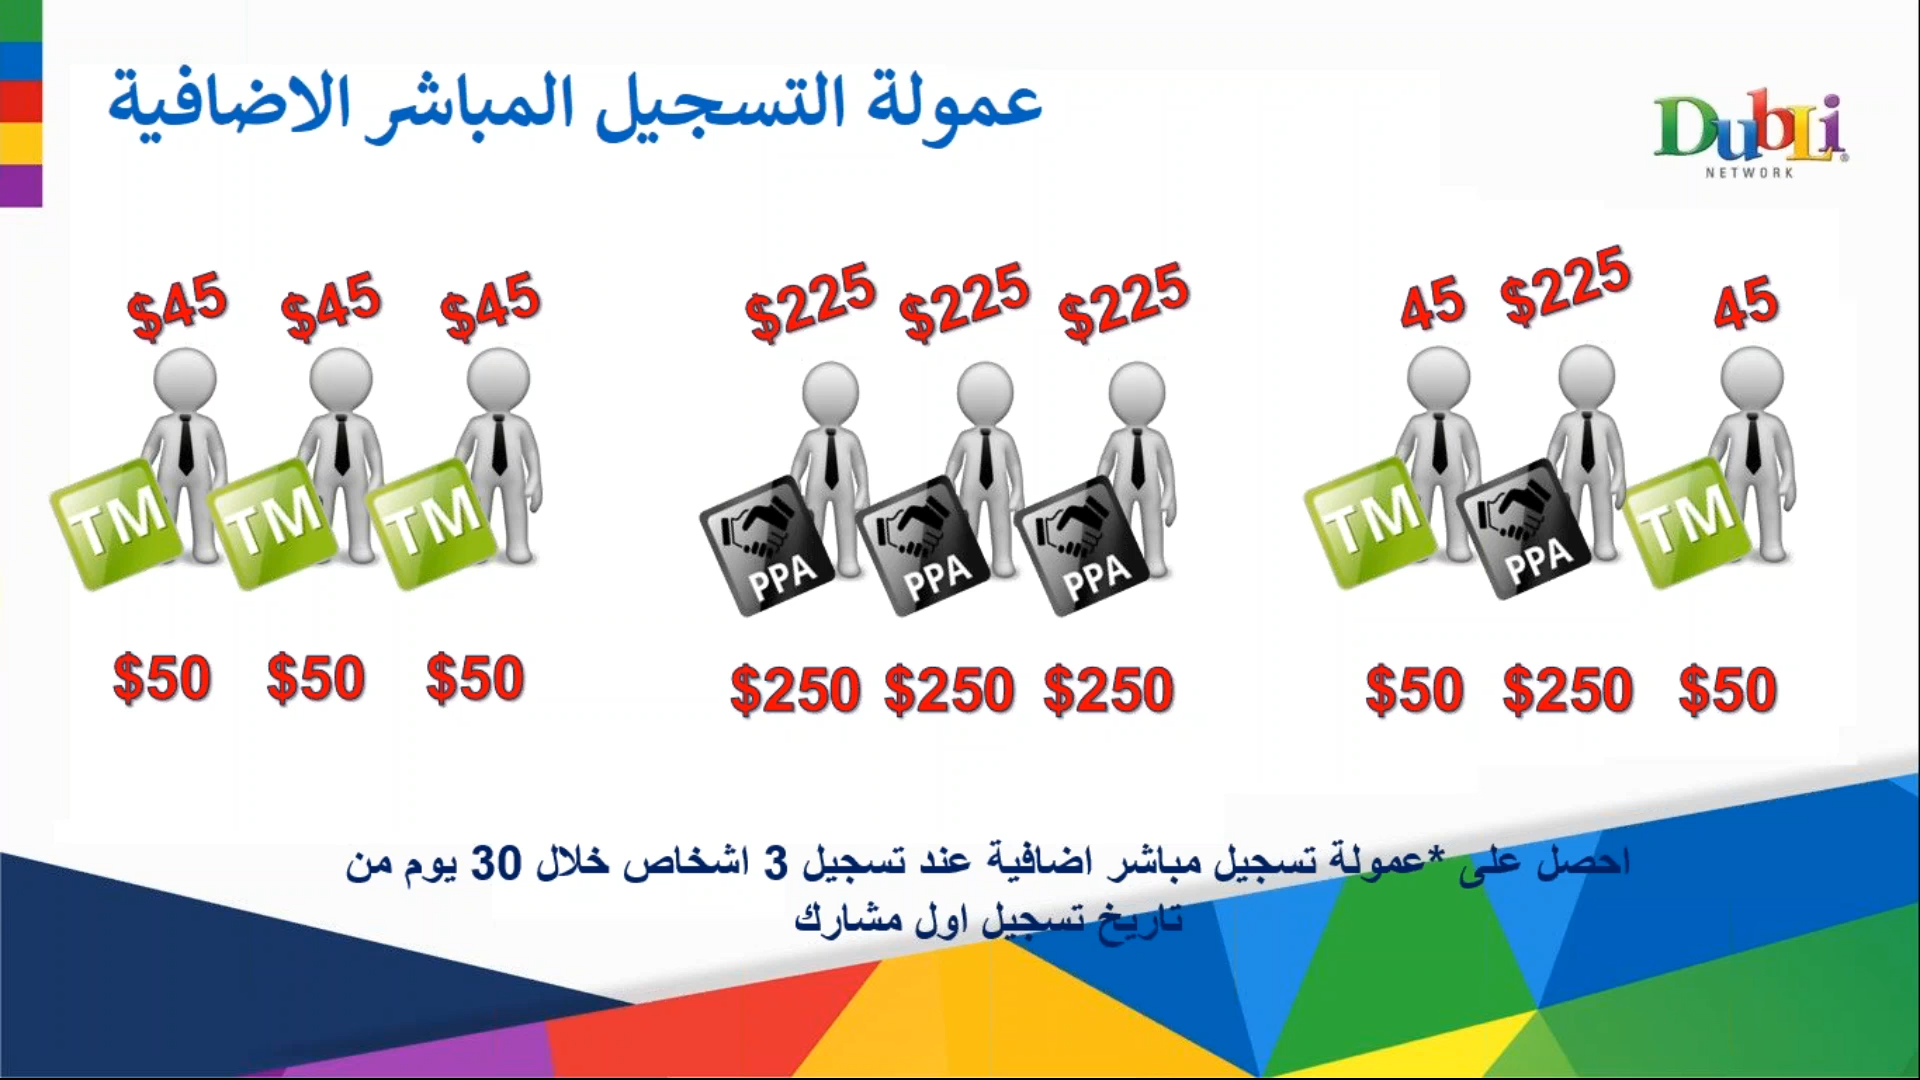 عمولة التسجيل المباشر الاضافية
DubLi
NETWORK
$45 $45 $45
$225 $225 $225
45 $225 45
TM TM TM
PPA PPA PPA
TM PPA TM
$50 $50 $50
$250 $250 $250
$50 $250 $50
احصل على *عمولة تسجيل مباشر اضافية عند تسجيل 3 اشخاص خلال 30 يوم من
تاريخ تسجيل اول مشارك